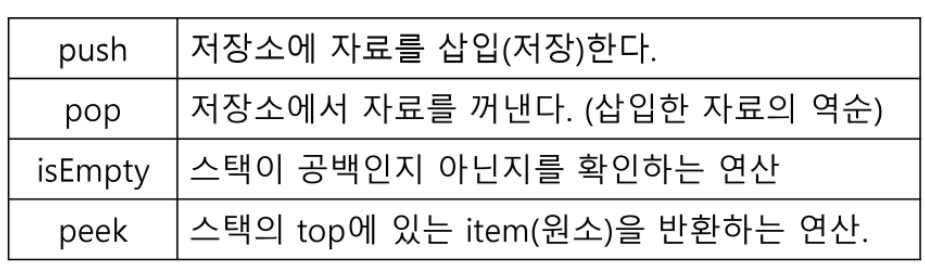 push 저장소에 자료를 삽입(저장)한다.
pop 저장소에서 자료를 꺼낸다. (삽입한 자료의 역순)
isEmpty 스택이 공백인지 아닌지를 확인하는 연산
peek 스택의 top에 있는 item(원소)을 반환하는 연산.